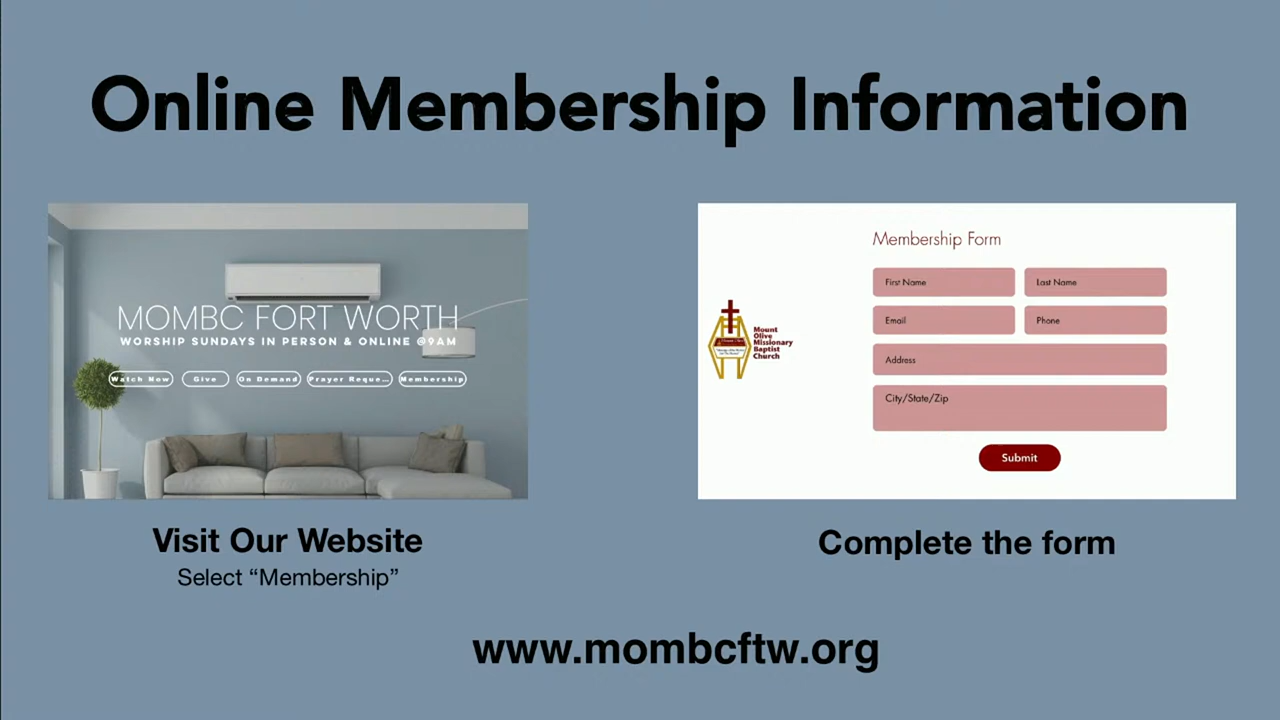 Online Membership Information
MOMBC FORT WORTH
WORSHIP SUNDAYS IN PERSON & ONLINE @9AM
Watch Now
Give
On Demand
Prayer Reque...
Membership
Visit Our Website
Select “Membership”
Membership Form
First Name
Last Name
Email
Phone
Address
City/State/Zip
Submit
Mount
Olive
Missionary
Baptist
Church
Complete the form
www.mombcftw.org